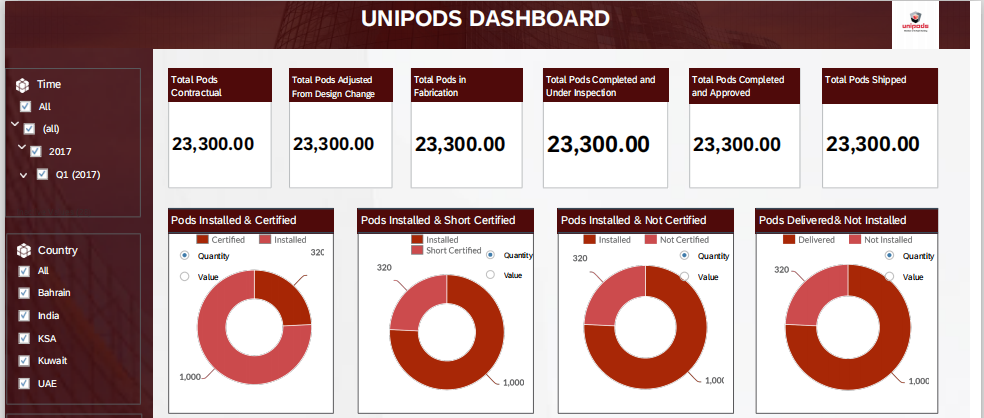 UNIPODS DASHBOARD
unipods
Time
All
(all)
2017
Q1 (2017)
Country
All
Bahrain
India
KSA
Kuwait
UAE
Total Pods
Contractual
23,300.00
Total Pods Adjusted
From Design Change
23,300.00
Total Pods in
Fabrication
23,300.00
Total Pods Completed and
Under Inspection
23,300.00
Total Pods Completed
and Approved
23,300.00
Total Pods Shipped
23,300.00
Pods Installed & Certified
Certified Installed
Quantity
Value
320
1,000
Pods Installed & Short Certified
Installed
Short Certified
Quantity
Value
320
1,000
Pods Installed & Not Certified
Installed Not Certified
Quantity
Value
320
1,000
Pods Delivered& Not Installed
Delivered Not Installed
Quantity
Value
320
1,000